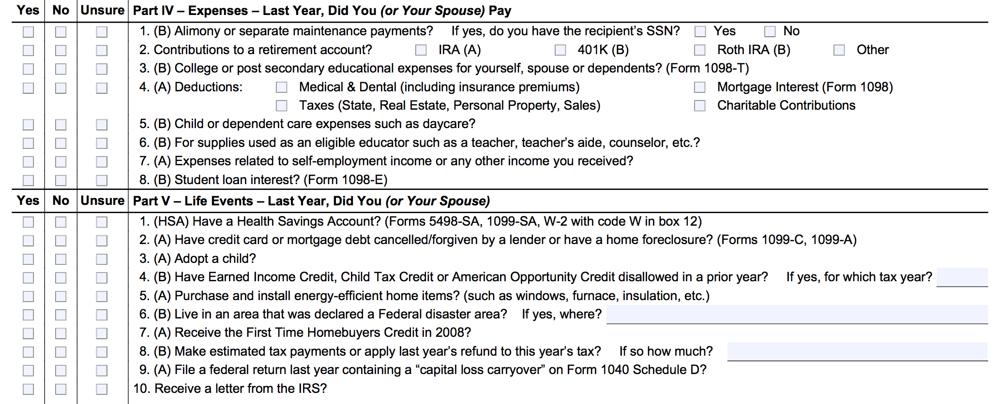 Yes No Unsure Part IV – Expenses – Last Year, Did You (or Your Spouse) Pay
1. (B) Alimony or separate maintenance payments? If yes, do you have the recipient’s SSN? Yes No
2. Contributions to a retirement account? IRA (A) 401K (B) Roth IRA (B) Other
3. (B) College or post secondary educational expenses for yourself, spouse or dependents? (Form 1098-T)
4. (A) Deductions: Medical & Dental (including insurance premiums) Mortgage Interest (Form 1098)
Taxes (State, Real Estate, Personal Property, Sales) Charitable Contributions
5. (B) Child or dependent care expenses such as daycare?
6. (B) For supplies used as an eligible educator such as a teacher, teacher’s aide, counselor, etc.?
7. (A) Expenses related to self-employment income or any other income you received?
8. (B) Student loan interest? (Form 1098-E)
Yes No Unsure Part V – Life Events – Last Year, Did You (or Your Spouse)
1. (HSA) Have a Health Savings Account? (Forms 5498-SA, 1099-SA, W-2 with code W in box 12)
2. (A) Have credit card or mortgage debt cancelled/forgiven by a lender or have a home foreclosure? (Forms 1099-C, 1099-A)
3. (A) Adopt a child?
4. (B) Have Earned Income Credit, Child Tax Credit or American Opportunity Credit disallowed in a prior year? If yes, for which tax year?
5. (A) Purchase and install energy-efficient home items? (such as windows, furnace, insulation, etc.)
6. (B) Live in an area that was declared a Federal disaster area? If yes, where?
7. (A) Receive the First Time Homebuyers Credit in 2008?
8. (B) Make estimated tax payments or apply last year’s refund to this year’s tax? If so how much?
9. (A) File a federal return last year containing a “capital loss carryover” on Form 1040 Schedule D?
10. Receive a letter from the IRS?